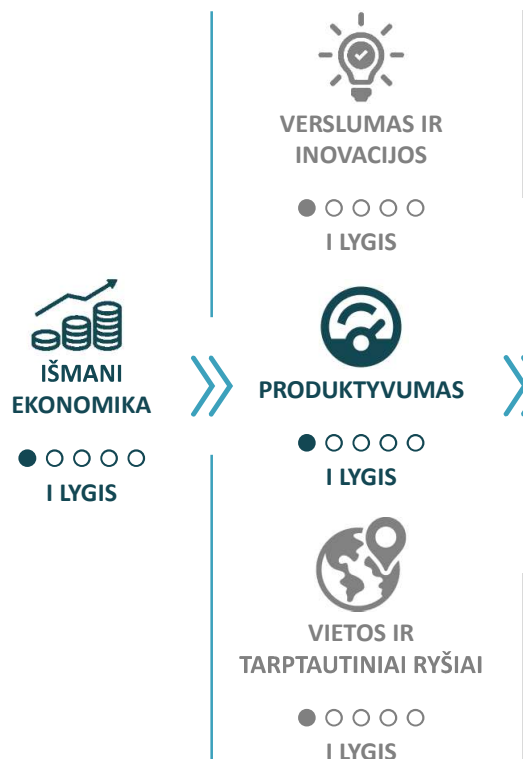 VERSLUMAS IR
INOVACIJOS
I LYGIS
IŠMANI
EKONOMIKA
I LYGIS
PRODUKTYVUMAS
I LYGIS
VIETOS IR
TARPTAUTINIAI RYŠIAI
I LYGIS